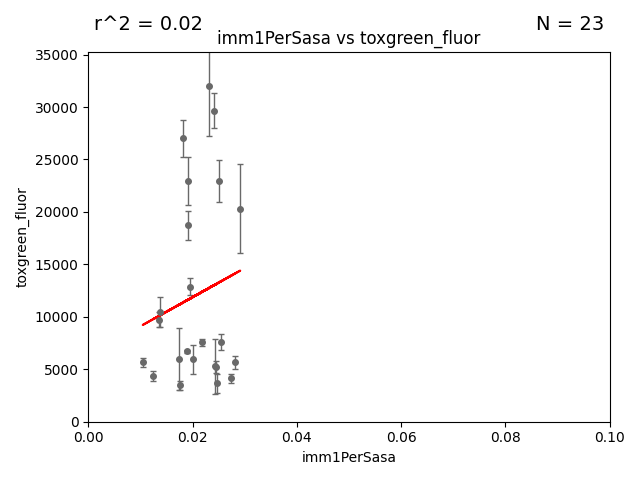 r^2 = 0.02
N = 23
imm1PerSasa vs toxgreen_fluor
35000
30000
25000
20000
15000
10000
5000
0
toxgreen_fluor
0.00
0.02
0.04
0.06
0.08
0.10
imm1PerSasa